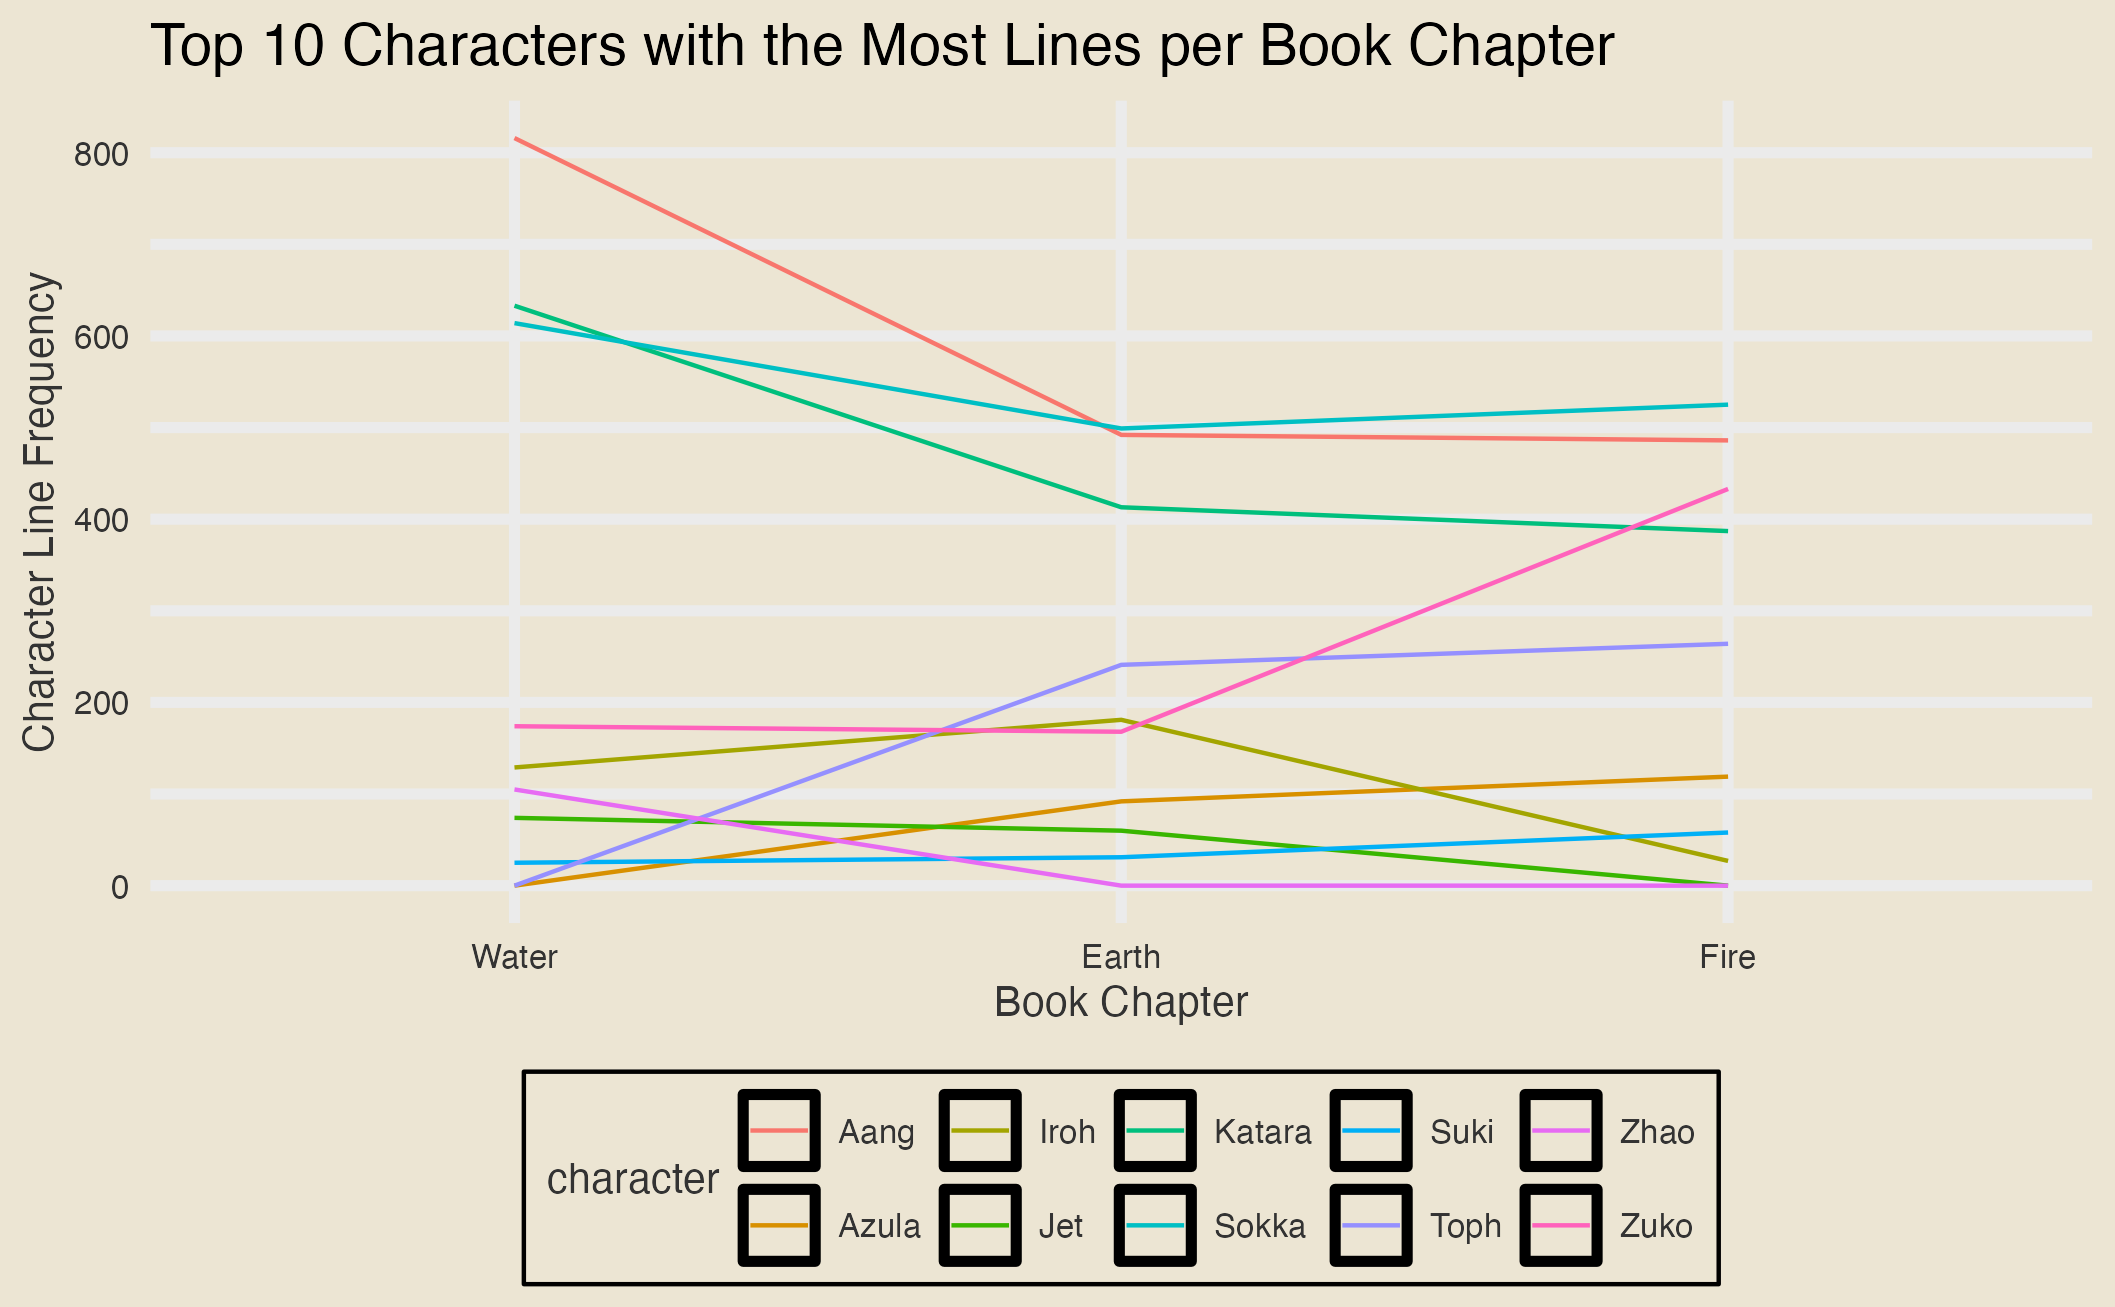 Top 10 Characters with the Most Lines per Book Chapter
Character Line Frequency
800
600
400
200
0
Water Earth Fire
Book Chapter
character
Aang Iroh Katara Suki Zhao
Azula Jet Sokka Toph Zuko